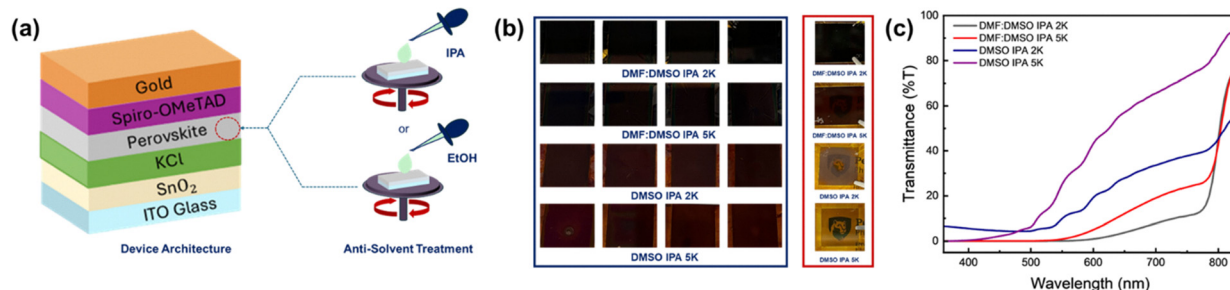 (a)
Gold
Spiro-OMeTAD
Perovskite
KCl
SnO₂
ITO Glass
Device Architecture
IPA
or
EtOH
Anti-Solvent Treatment
(b)
DMF:DMSO IPA 2K
DMF:DMSO IPA 5K
DMSO IPA 2K
DMSO IPA 5K
DMF:DMSO IPA 2K
DMF:DMSO IPA 5K
DMSO IPA 2K
DMSO IPA 5K
(c)
DMF:DMSO IPA 2K
DMF:DMSO IPA 5K
DMSO IPA 2K
DMSO IPA 5K
Transmittance (%T)
100
80
60
40
20
0
400 500 600 700 800
Wavelength (nm)